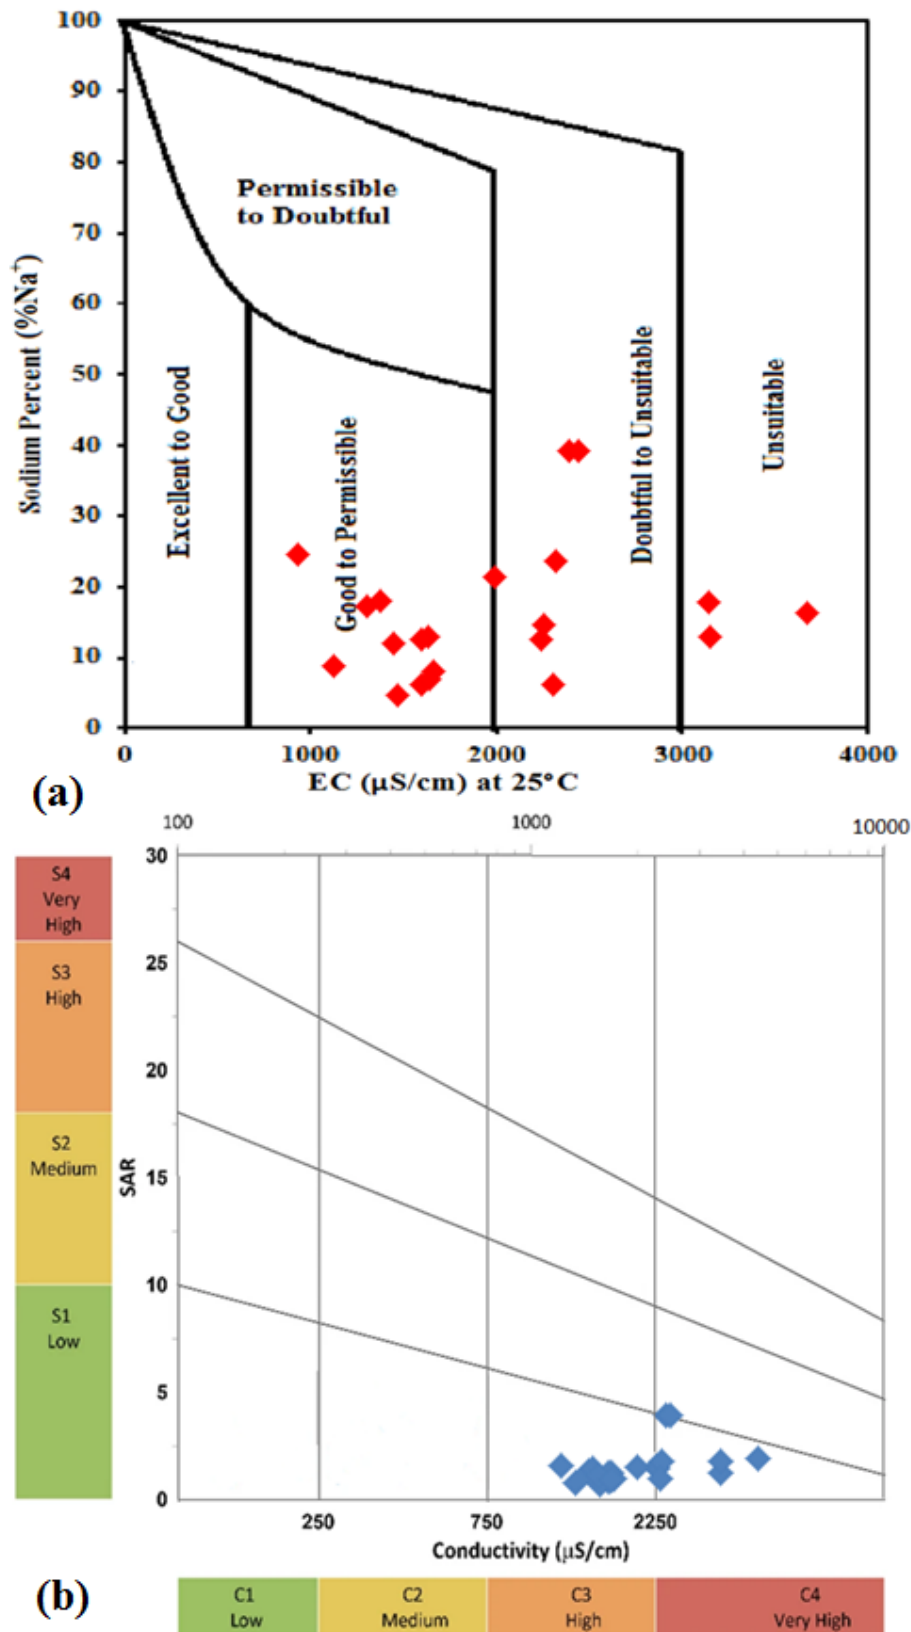 100
90
80
70
60
50
40
30
20
10
0
Sodium Percent (%Na+)
Permissible
to Doubtful
Excellent to Good
Good to Permissible
Doubtful to Unsuitable
Unsuitable
0 1000 2000 3000 4000
EC (μS/cm) at 25°C
(a)
100 1000 10000
S4
Very
High
S3
High
S2
Medium
S1
Low
SAR
30
25
20
15
10
5
0
250 750 2250
Conductivity (μS/cm)
(b)
C1
Low
C2
Medium
C3
High
C4
Very High